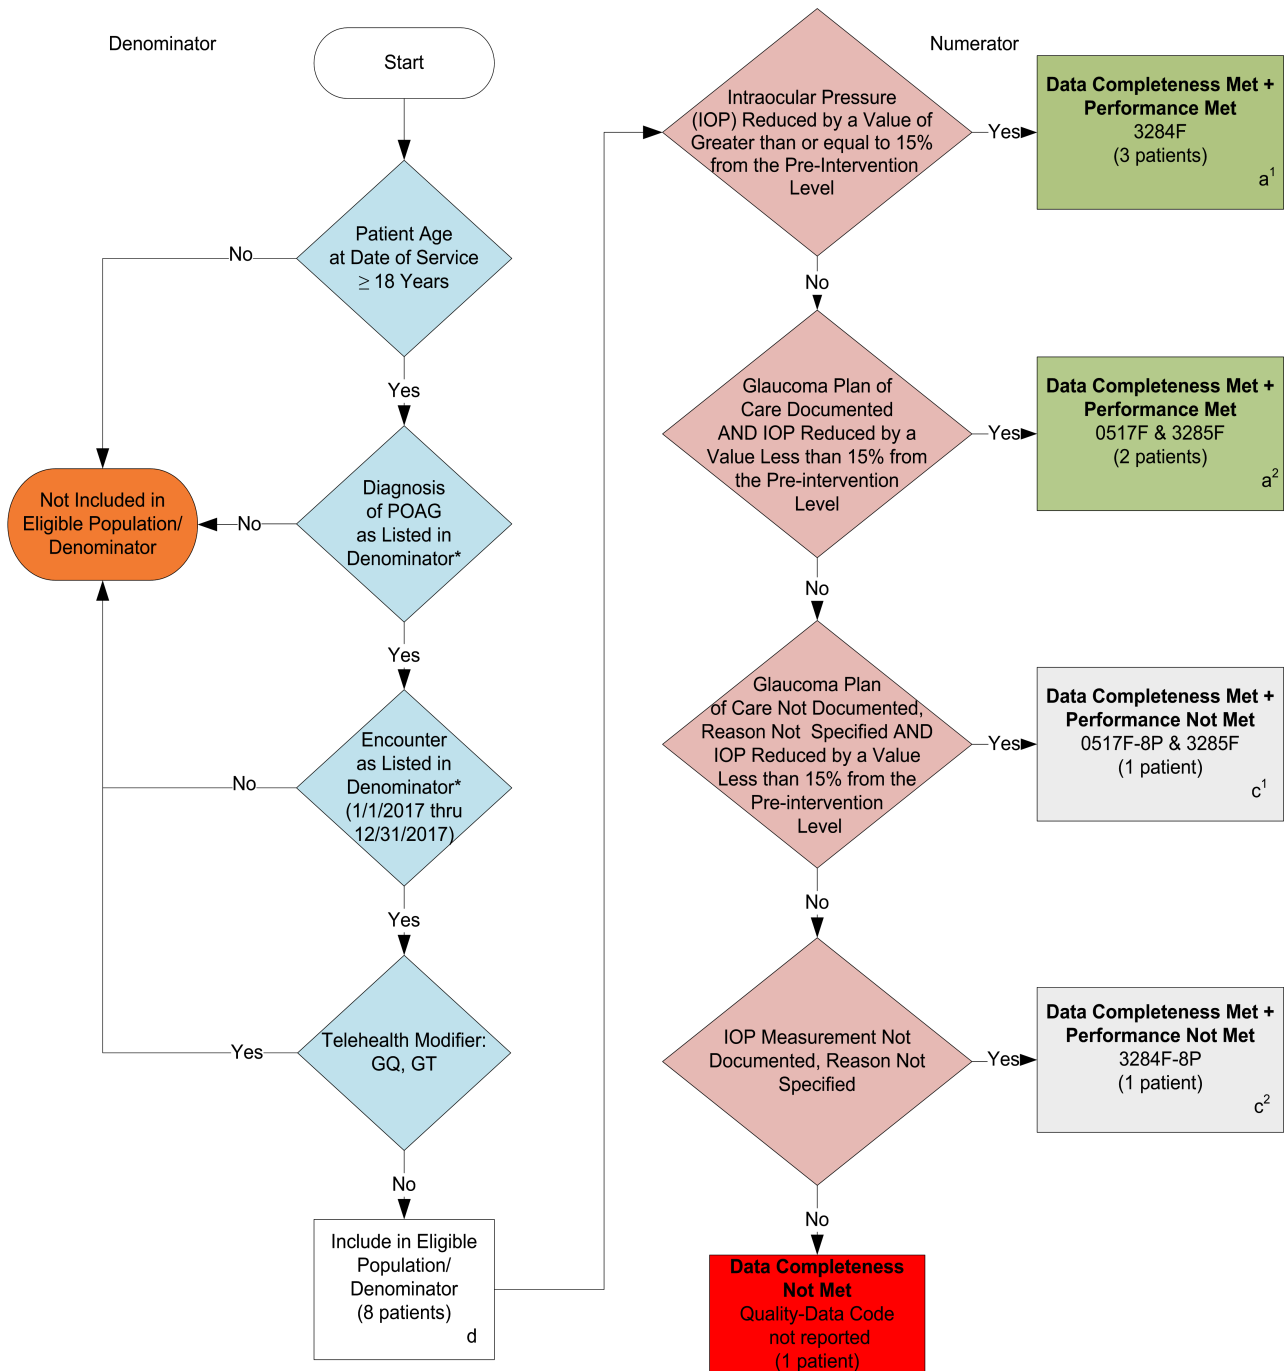 Denominator
Start
Patient Age
at Date of Service
≥ 18 Years
No
Yes
Diagnosis
of POAG
as Listed in
Denominator*
No
Not Included in
Eligible Population/
Denominator
Yes
Encounter
as Listed in
Denominator*
(1/1/2017 thru
12/31/2017)
No
Yes
Telehealth Modifier:
GQ, GT
Yes
No
Include in Eligible
Population/
Denominator
(8 patients)
d
Numerator
Intraocular Pressure
(IOP) Reduced by a Value of
Greater than or equal to 15%
from the Pre-Intervention
Level
Yes
Data Completeness Met +
Performance Met
3284F
(3 patients)
a¹
No
Glaucoma Plan of
Care Documented
AND IOP Reduced by a
Value Less than 15% from
the Pre-intervention
Level
Yes
Data Completeness Met +
Performance Met
0517F & 3285F
(2 patients)
a²
No
Glaucoma Plan
of Care Not Documented,
Reason Not Specified AND
IOP Reduced by a Value
Less than 15% from the
Pre-intervention
Level
Yes
Data Completeness Met +
Performance Not Met
0517F-8P & 3285F
(1 patient)
c¹
No
IOP Measurement Not
Documented, Reason Not
Specified
Yes
Data Completeness Met +
Performance Not Met
3284F-8P
(1 patient)
c²
No
Data Completeness
Not Met
Quality-Data Code
not reported
(1 patient)